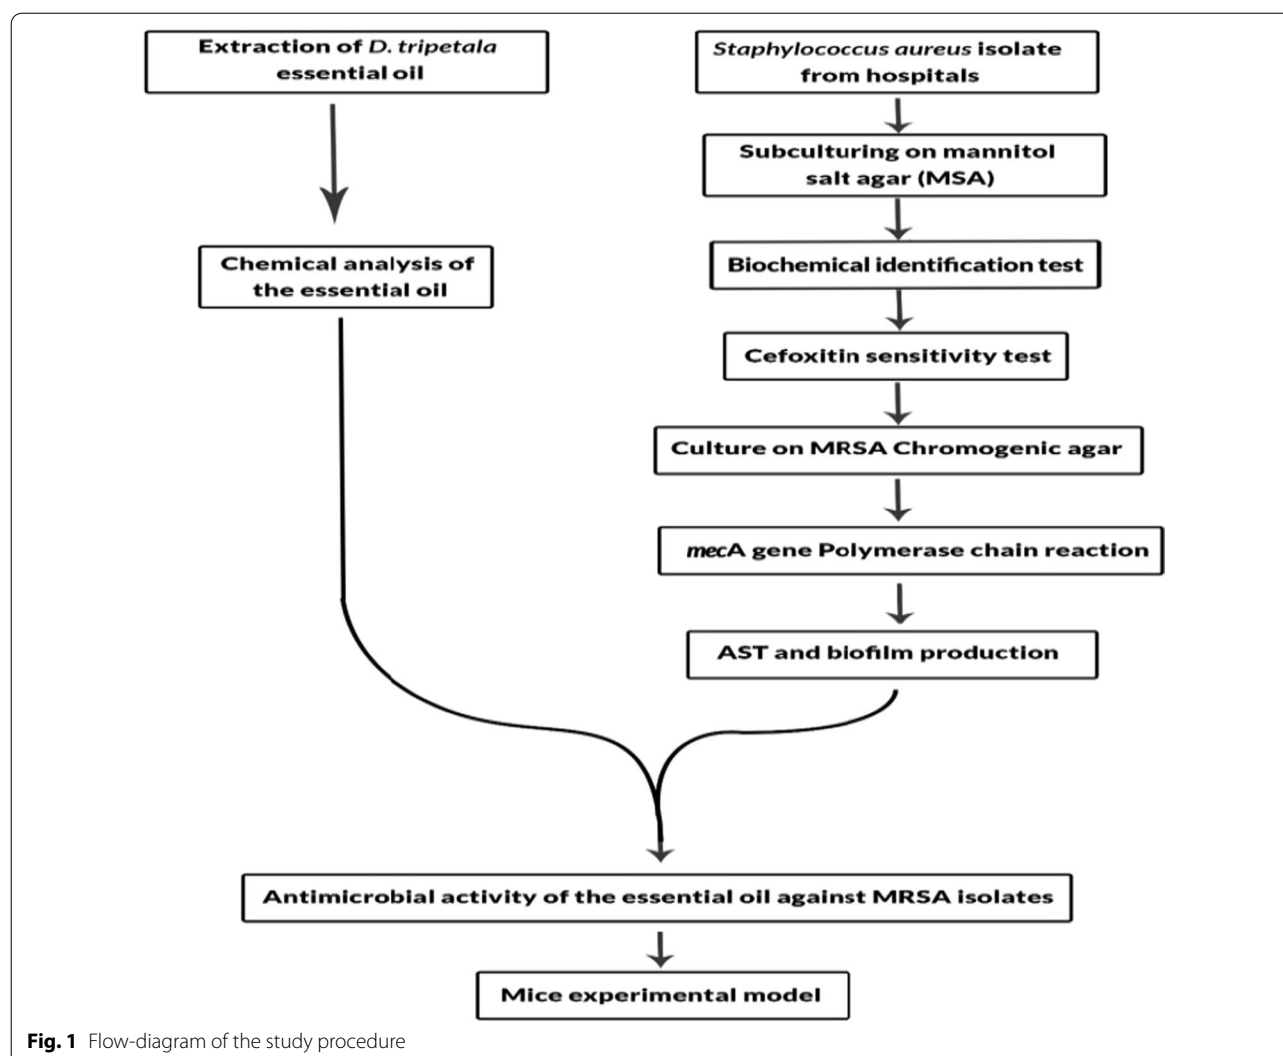 Extraction of D. tripetala
essential oil
Chemical analysis of
the essential oil
Staphylococcus aureus isolate
from hospitals
Subculturing on mannitol
salt agar (MSA)
Biochemical identification test
Cefoxitin sensitivity test
Culture on MRSA Chromogenic agar
mecA gene Polymerase chain reaction
AST and biofilm production
Antimicrobial activity of the essential oil against MRSA isolates
Mice experimental model
Fig. 1 Flow-diagram of the study procedure